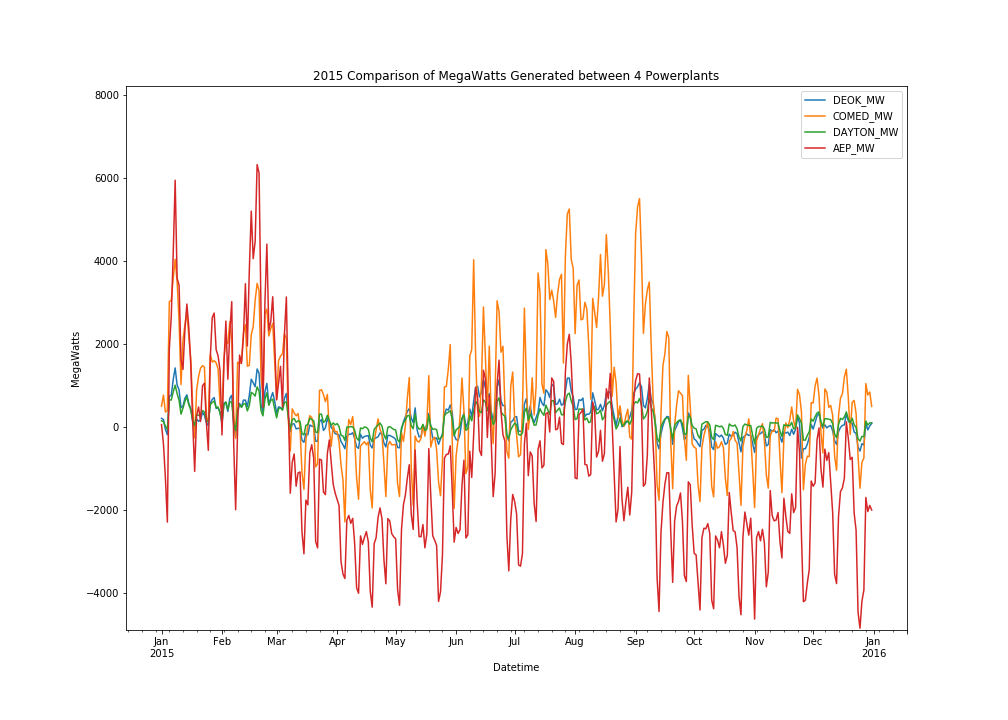 2015 Comparison of MegaWatts Generated between 4 Powerplants
DEOK_MW
COMED_MW
DAYTON_MW
AEP_MW
MegaWatts
8000
6000
4000
2000
0
−2000
−4000
Jan Feb Mar Apr May Jun Jul Aug Sep Oct Nov Dec Jan
2015 2016
Datetime